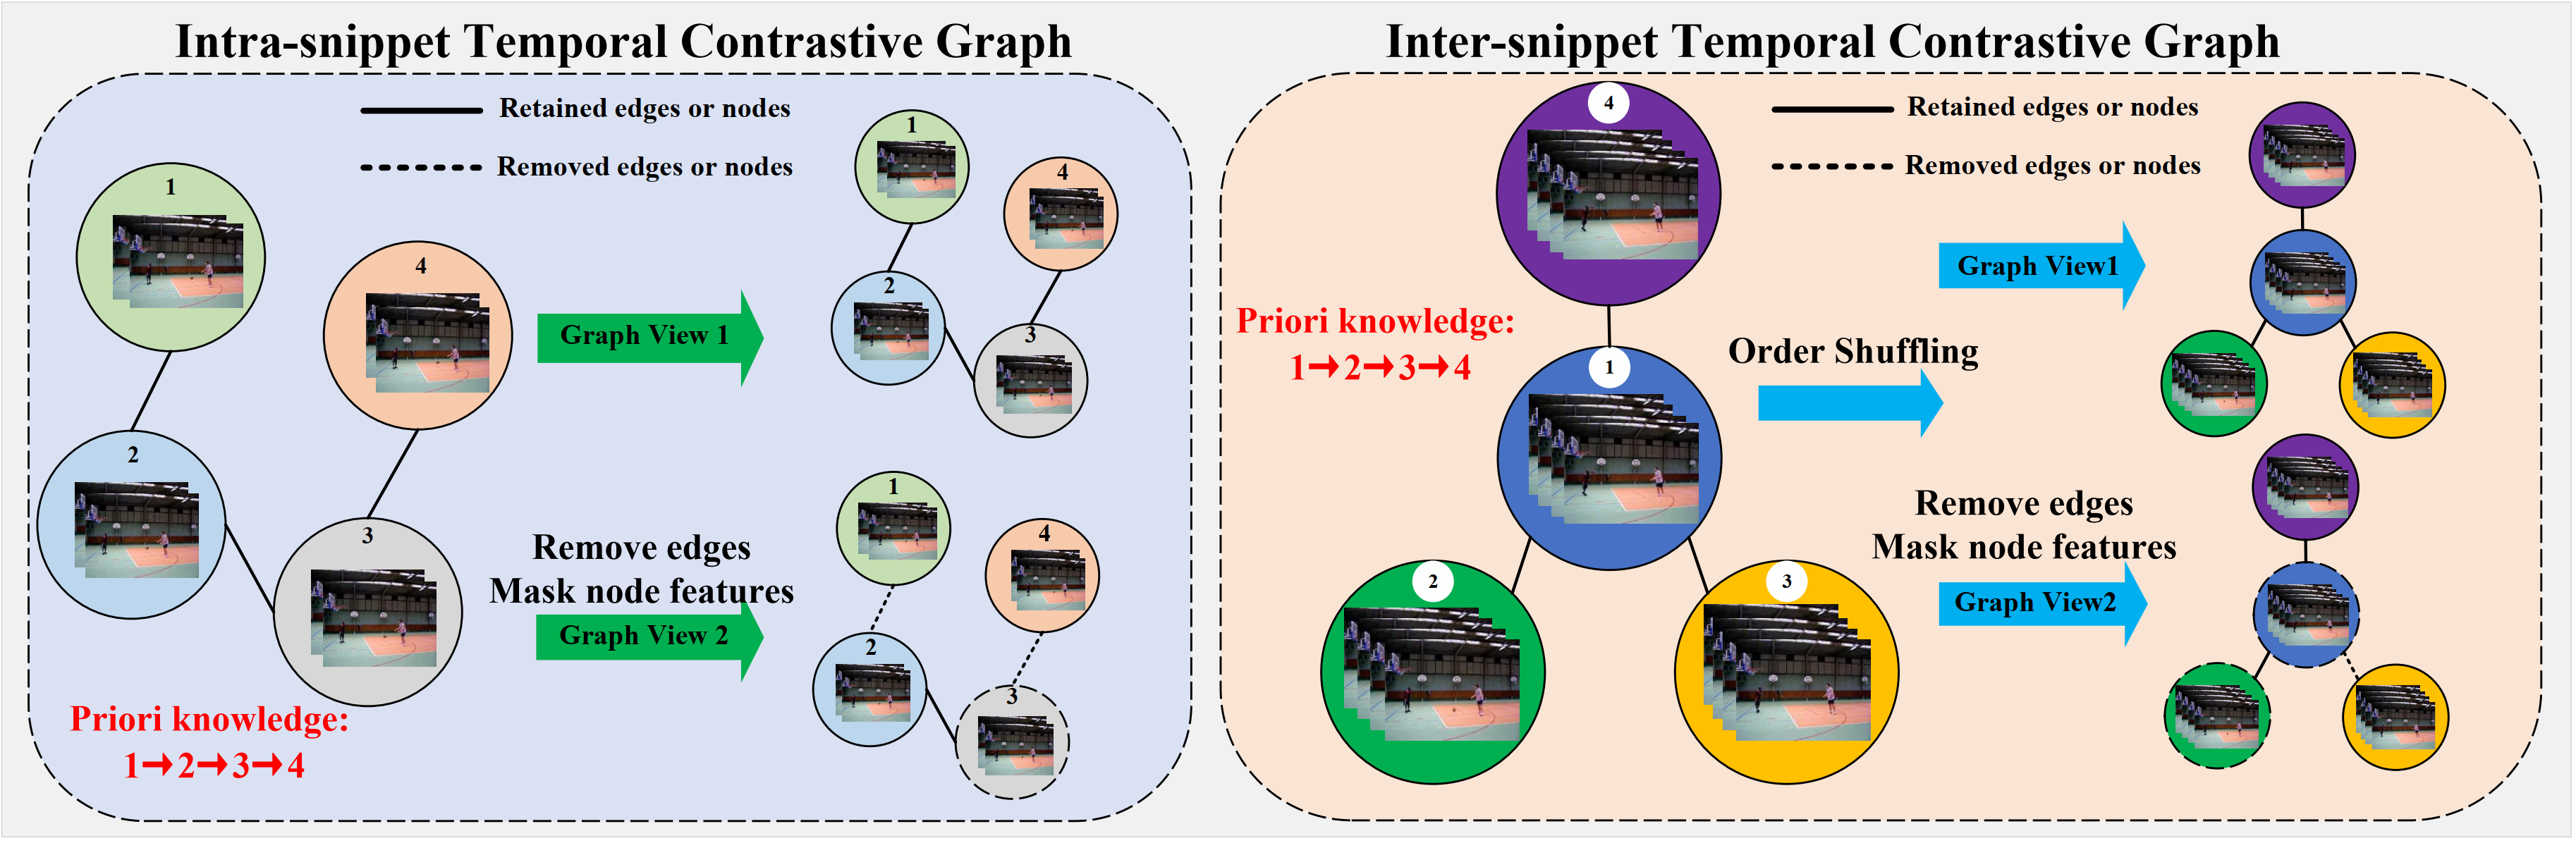 Intra-snippet Temporal Contrastive Graph
Retained edges or nodes
Removed edges or nodes
1
4
2
3
Priori knowledge:
1→2→3→4
Graph View 1
Remove edges
Mask node features
Graph View 2
1
4
2
3
1
4
2
3
Inter-snippet Temporal Contrastive Graph
4
Retained edges or nodes
Removed edges or nodes
Priori knowledge:
1→2→3→4
1
2
3
Order Shuffling
Graph View1
Remove edges
Mask node features
Graph View2